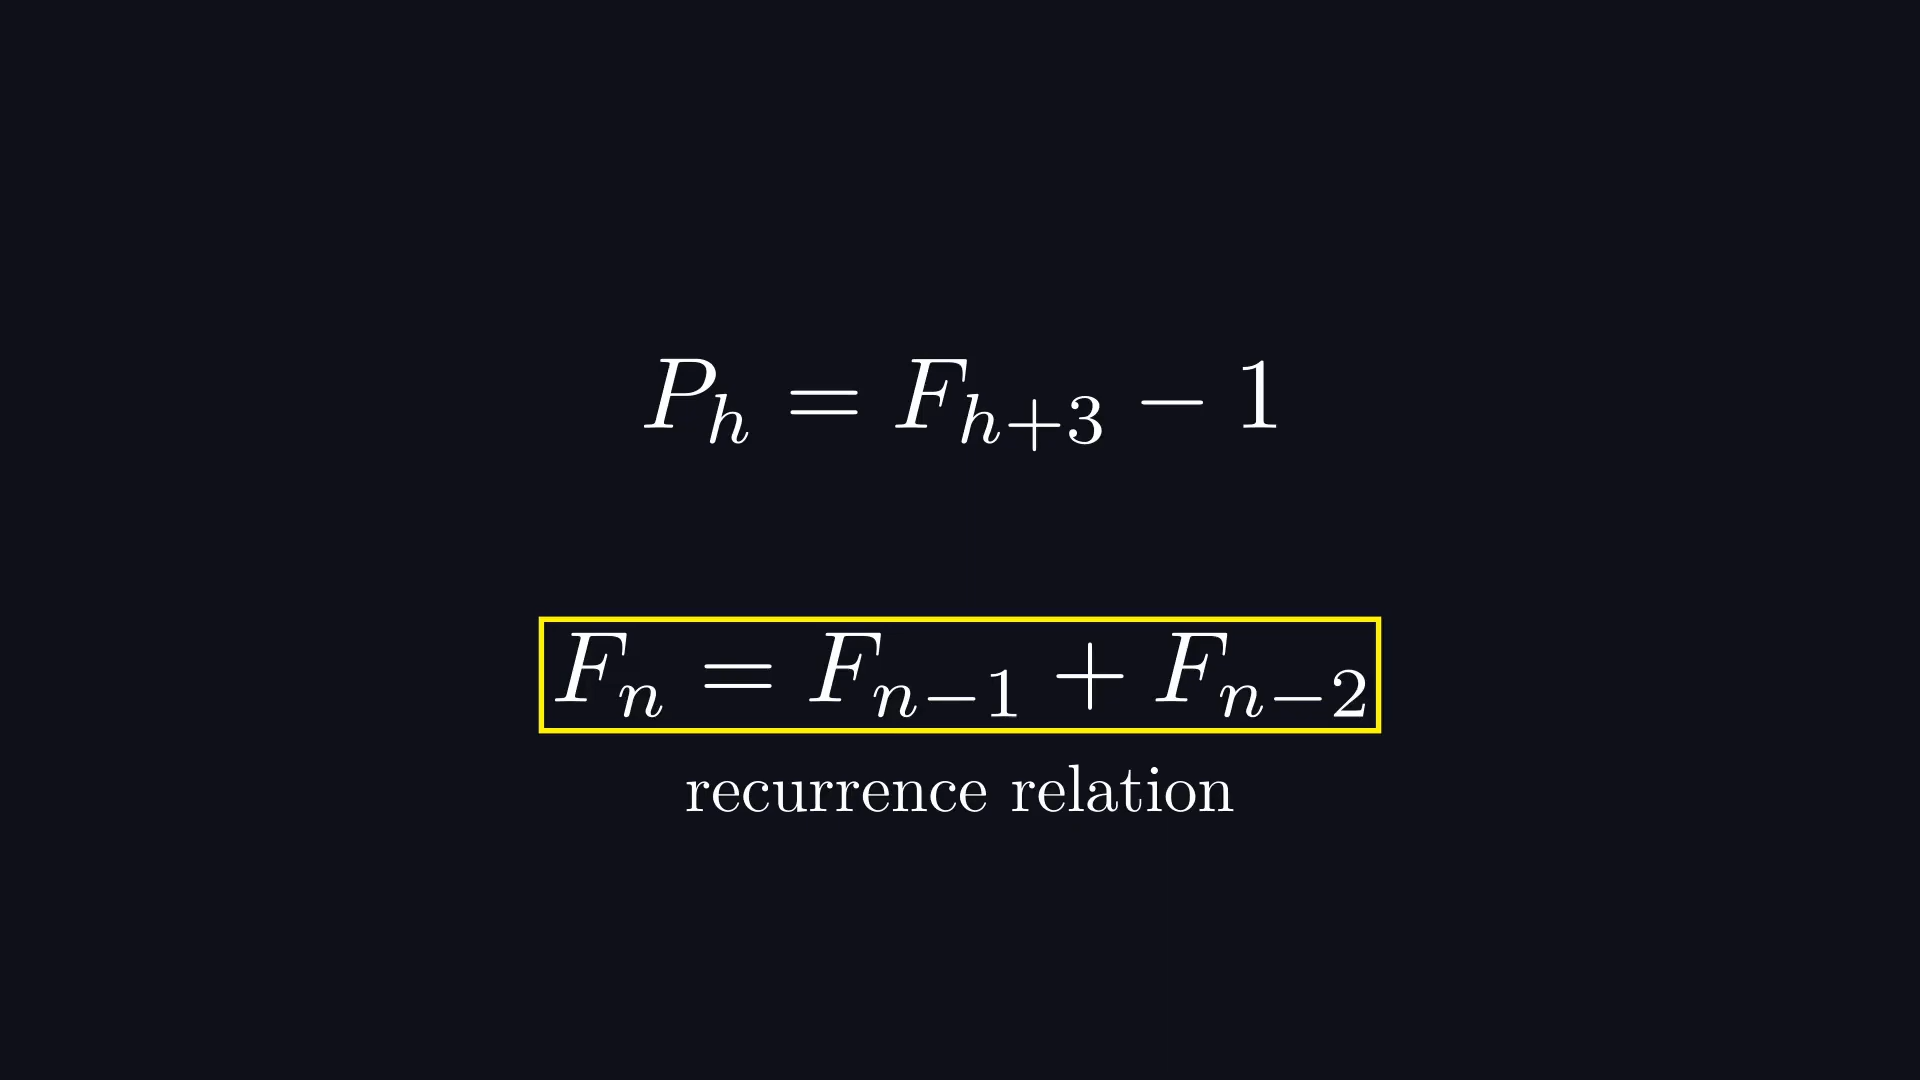 P_h = F_{h+3} − 1
F_n = F_{n−1} + F_{n−2}
recurrence relation